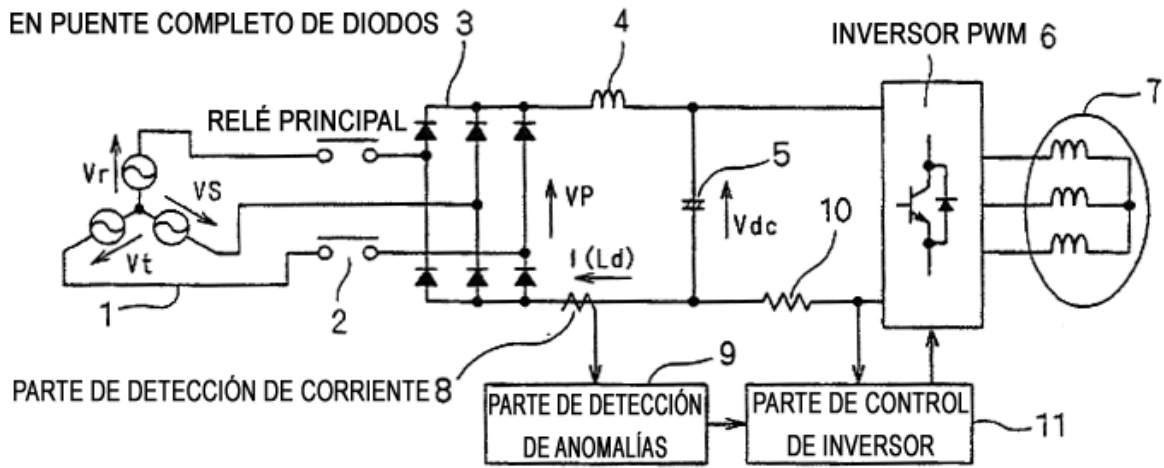 EN PUENTE COMPLETO DE DIODOS 3
4
INVERSOR PWM 6
7
RELÉ PRINCIPAL
Vr
VS
Vt
VP
5
Vdc
10
I (Ld)
1
2
PARTE DE DETECCIÓN DE CORRIENTE 8
9
PARTE DE DETECCIÓN
DE ANOMALÍAS
PARTE DE CONTROL
DE INVERSOR
11